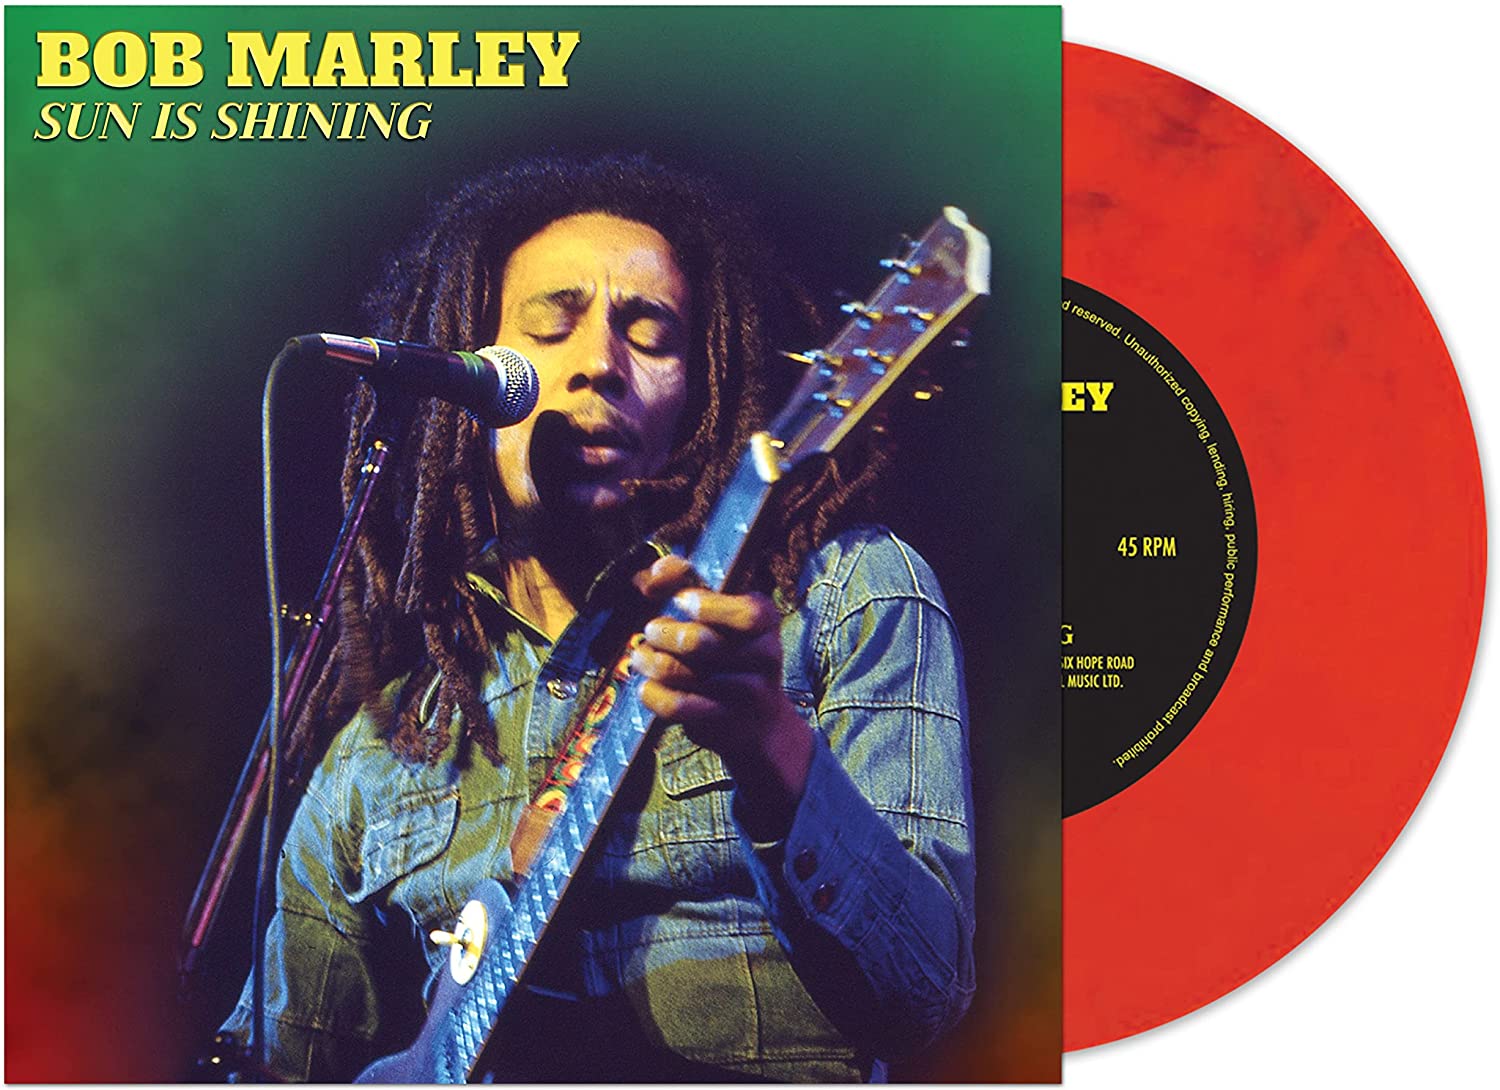 BOB MARLEY
SUN IS SHINING
d reserved. Unauthorized copying, lending, hiring, public performance and broadcast prohibited.
EY
45 RPM
G
SIX HOPE ROAD
L MUSIC LTD.